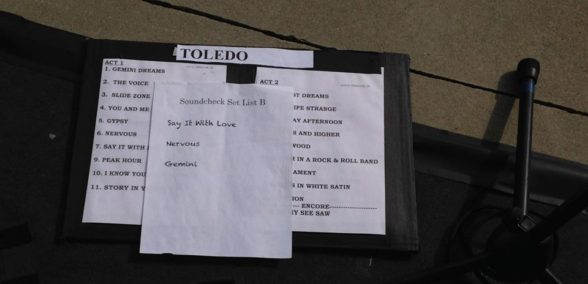 TOLEDO
ACT 1
1. GEMINI DREAMS
2. THE VOICE
3. SLIDE ZONE
4. YOU AND ME
5. GYPSY
6. NERVOUS
7. SAY IT WITH
9. PEAK HOUR
10. I KNOW YOU
11. STORY IN Y
Soundcheck Set List B
Say It With Love
Nervous
Gemini
ACT 2
ST DREAMS
IFE STRANGE
AY AFTERNOON
S AND HIGHER
WOOD
R IN A ROCK & ROLL BAND
AMENT
S IN WHITE SATIN
ION
--- ENCORE---
MY SEE SAW